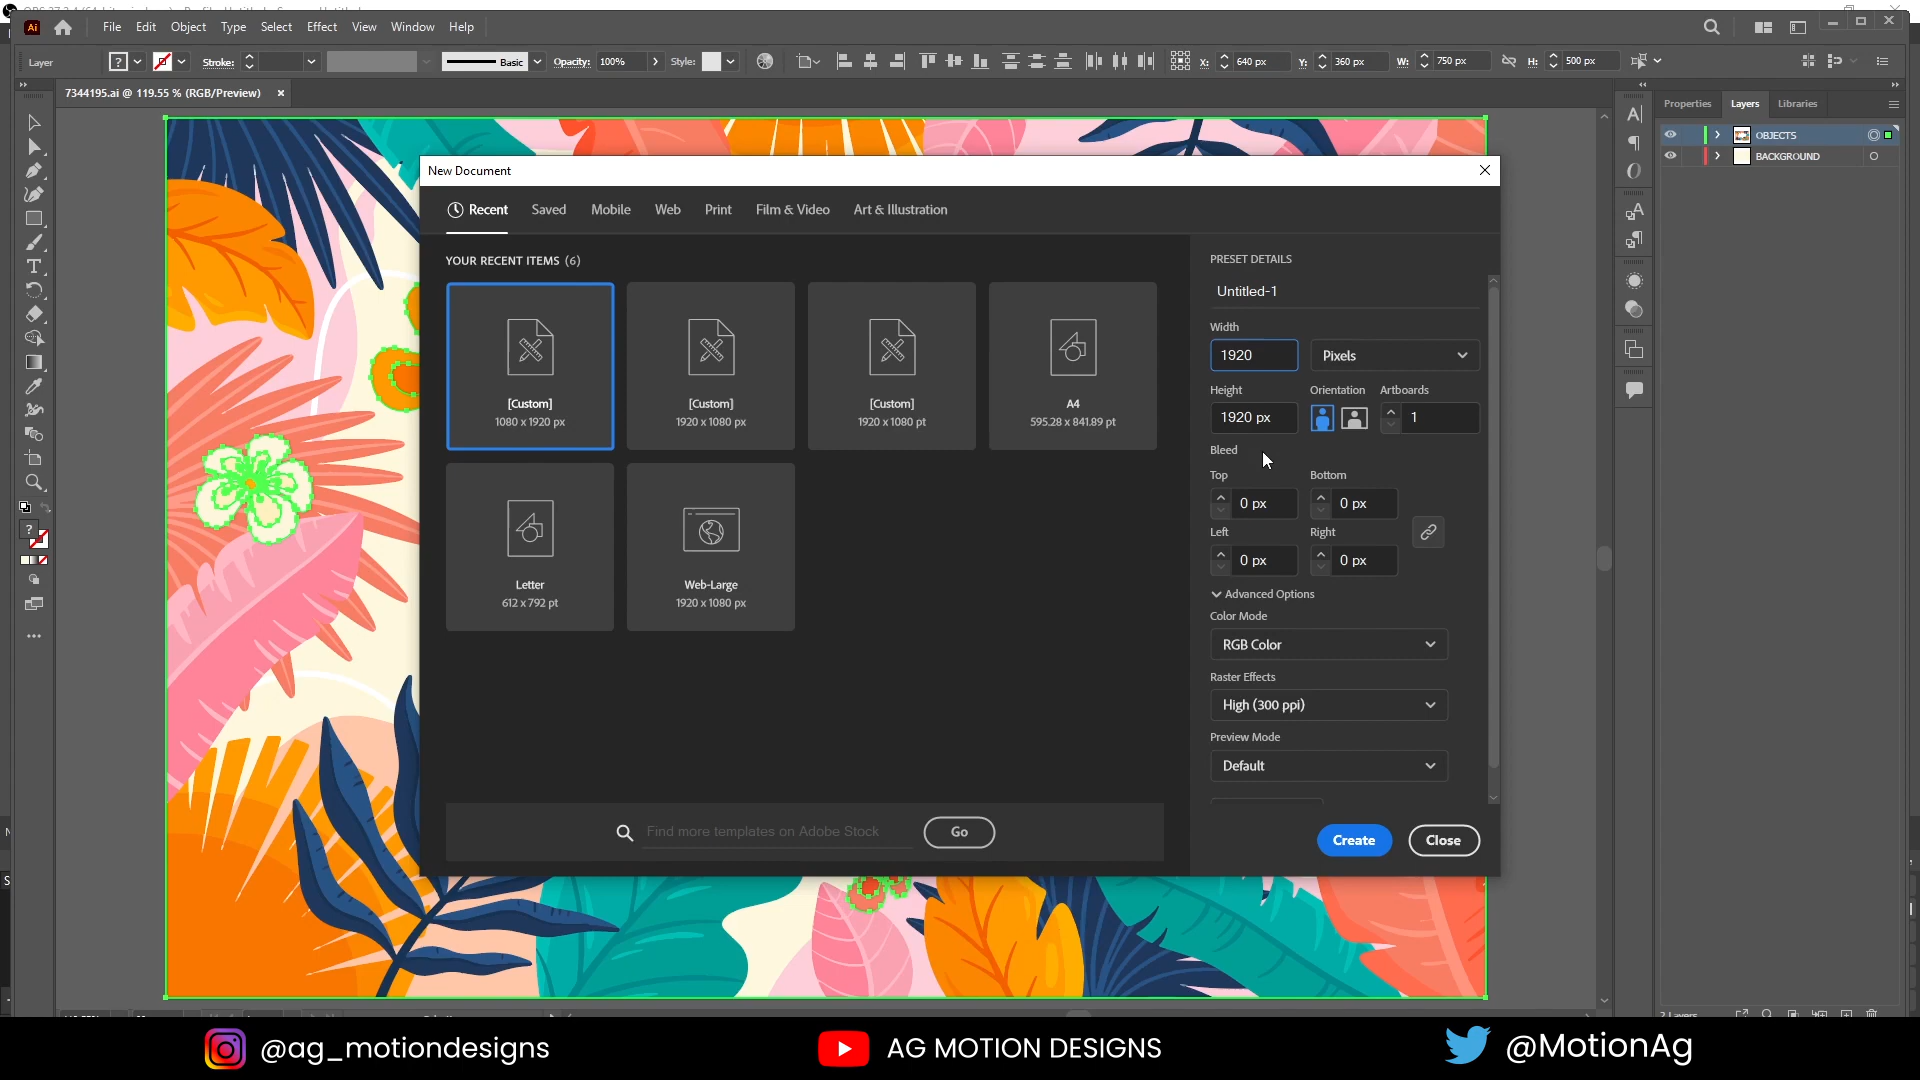 Ai File Edit Object Type Select Effect View Window Help
Layer ? Stroke: Basic Opacity: 100% Style: X: 640 px Y: 360 px W: 750 px H: 500 px
7344195.ai @ 119.55 % (RGB/Preview) ×
Properties Layers Libraries
OBJECTS
BACKGROUND
New Document
Recent Saved Mobile Web Print Film & Video Art & Illustration
YOUR RECENT ITEMS (6)
[Custom]
1080 x 1920 px
[Custom]
1920 x 1080 px
[Custom]
1920 x 1080 pt
A4
595.28 x 841.89 pt
Letter
612 x 792 pt
Web-Large
1920 x 1080 px
Find more templates on Adobe Stock Go
PRESET DETAILS
Untitled-1
Width
1920 Pixels
Height Orientation Artboards
1920 px 1
Bleed
Top Bottom
0 px 0 px
Left Right
0 px 0 px
Advanced Options
Color Mode
RGB Color
Raster Effects
High (300 ppi)
Preview Mode
Default
Create Close
2 Layers
@ag_motiondesigns AG MOTION DESIGNS @MotionAg